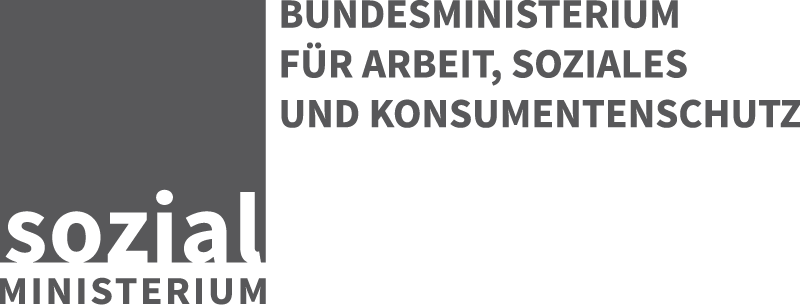 BUNDESMINISTERIUM
FÜR ARBEIT, SOZIALES
UND KONSUMENTENSCHUTZ
sozial
MINISTERIUM